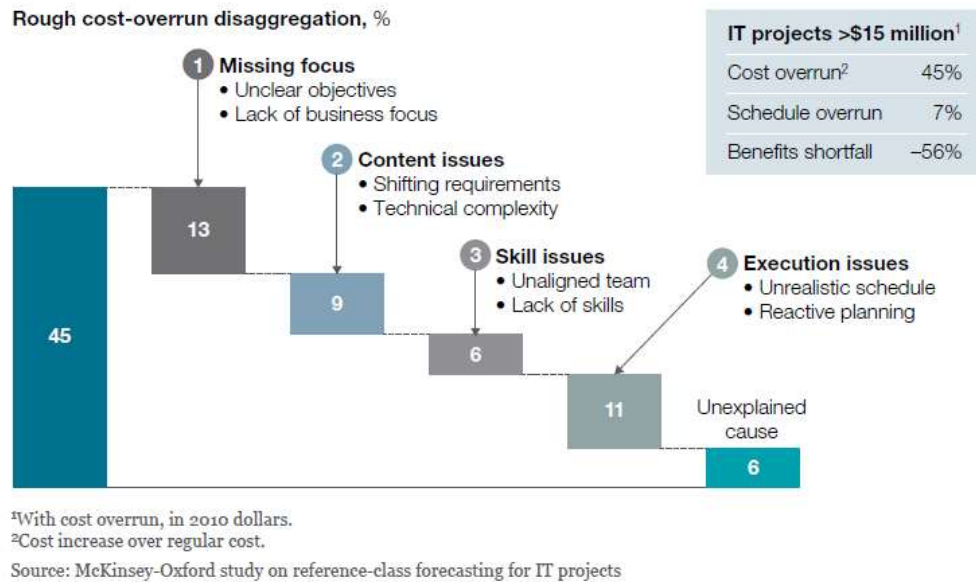 Rough cost-overrun disaggregation, %
IT projects >$15 million¹
Cost overrun² 45%
Schedule overrun 7%
Benefits shortfall –56%
1 Missing focus
• Unclear objectives
• Lack of business focus
2 Content issues
• Shifting requirements
• Technical complexity
3 Skill issues
• Unaligned team
• Lack of skills
4 Execution issues
• Unrealistic schedule
• Reactive planning
45
13
9
6
11
Unexplained
cause
6
¹With cost overrun, in 2010 dollars.
²Cost increase over regular cost.
Source: McKinsey-Oxford study on reference-class forecasting for IT projects